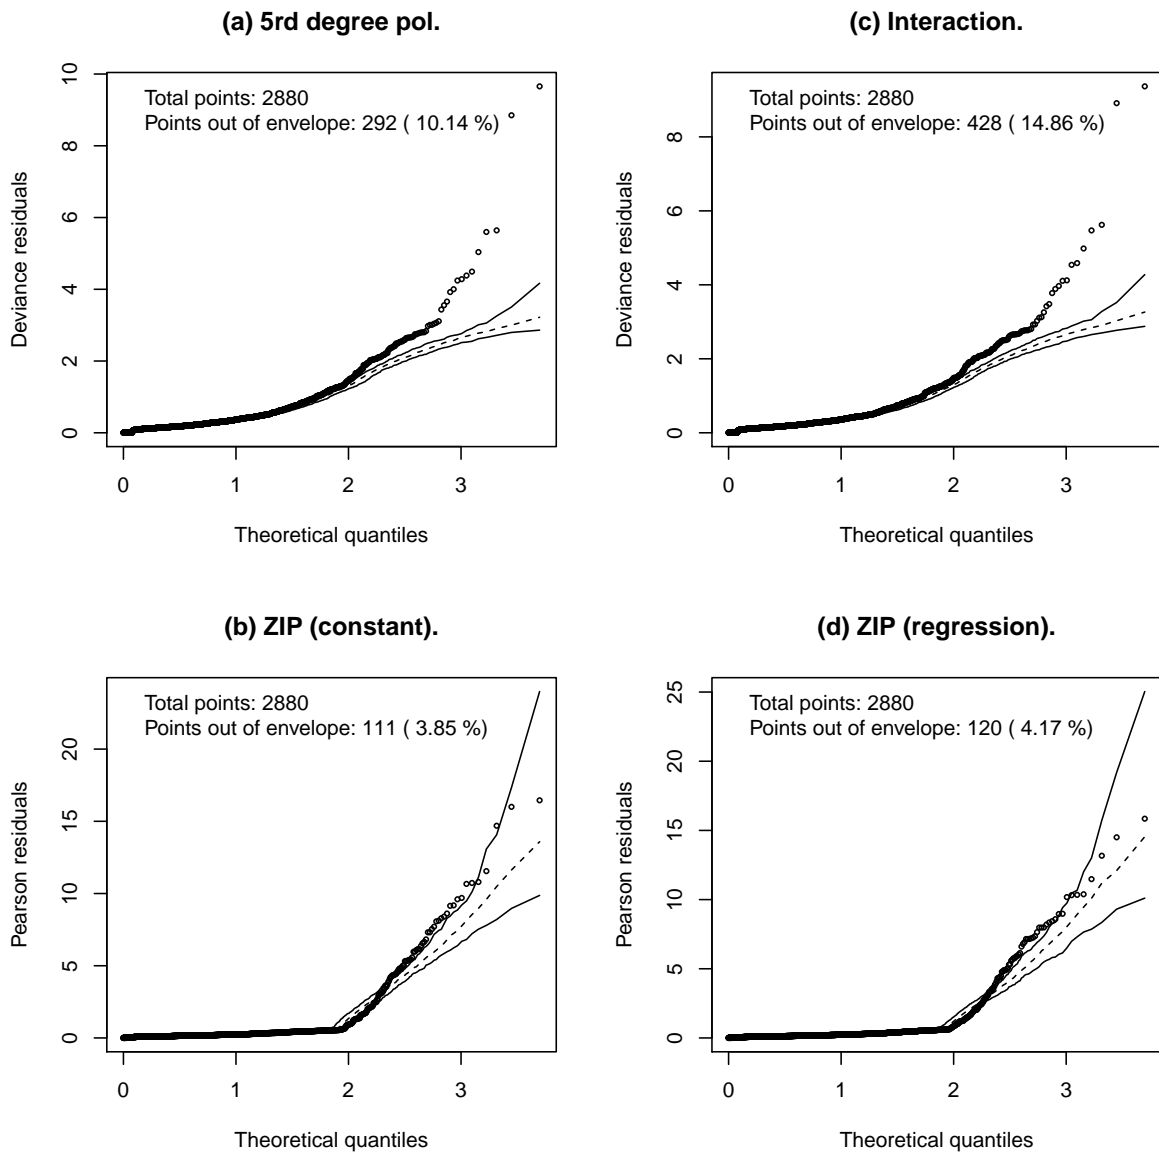 (a) 5rd degree pol.
Total points: 2880
Points out of envelope: 292 ( 10.14 %)
Deviance residuals
0
2
4
6
8
10
0
1
2
3
Theoretical quantiles
(c) Interaction.
Total points: 2880
Points out of envelope: 428 ( 14.86 %)
Deviance residuals
0
2
4
6
8
0
1
2
3
Theoretical quantiles
(b) ZIP (constant).
Total points: 2880
Points out of envelope: 111 ( 3.85 %)
Pearson residuals
0
5
10
15
20
0
1
2
3
Theoretical quantiles
(d) ZIP (regression).
Total points: 2880
Points out of envelope: 120 ( 4.17 %)
Pearson residuals
0
5
10
15
20
25
0
1
2
3
Theoretical quantiles